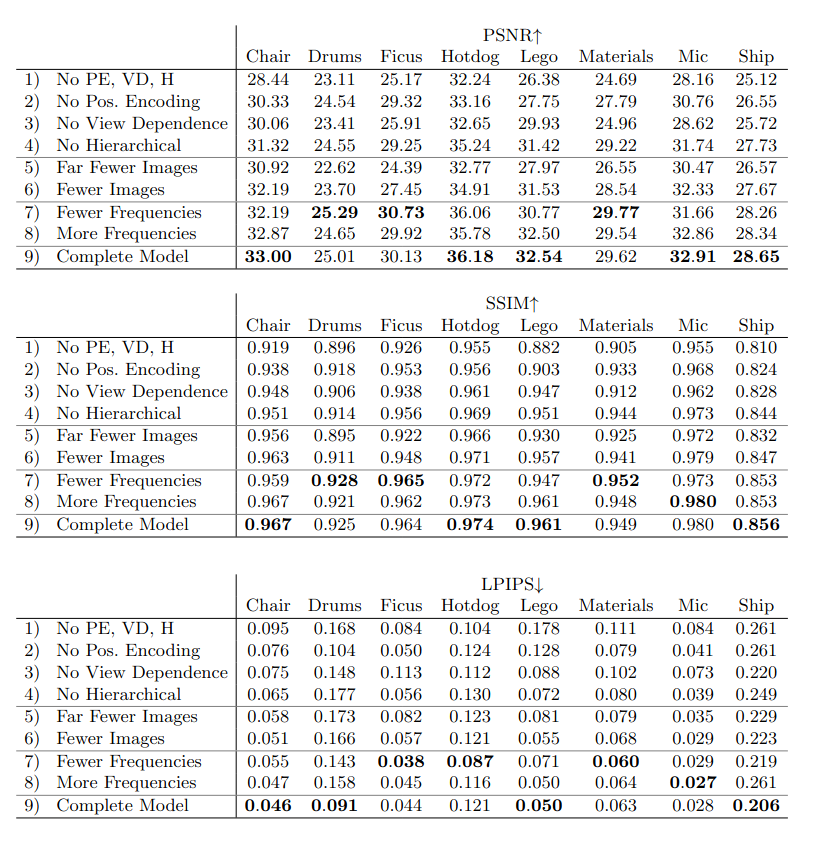 PSNR↑
Chair Drums Ficus Hotdog Lego Materials Mic Ship
1) No PE, VD, H 28.44 23.11 25.17 32.24 26.38 24.69 28.16 25.12
2) No Pos. Encoding 30.33 24.54 29.32 33.16 27.75 27.79 30.76 26.55
3) No View Dependence 30.06 23.41 25.91 32.65 29.93 24.96 28.62 25.72
4) No Hierarchical 31.32 24.55 29.25 35.24 31.42 29.22 31.74 27.73
5) Far Fewer Images 30.92 22.62 24.39 32.77 27.97 26.55 30.47 26.57
6) Fewer Images 32.19 23.70 27.45 34.91 31.53 28.54 32.33 27.67
7) Fewer Frequencies 32.19 25.29 30.73 36.06 30.77 29.77 31.66 28.26
8) More Frequencies 32.87 24.65 29.92 35.78 32.50 29.54 32.86 28.34
9) Complete Model 33.00 25.01 30.13 36.18 32.54 29.62 32.91 28.65
SSIM↑
Chair Drums Ficus Hotdog Lego Materials Mic Ship
1) No PE, VD, H 0.919 0.896 0.926 0.955 0.882 0.905 0.955 0.810
2) No Pos. Encoding 0.938 0.918 0.953 0.956 0.903 0.933 0.968 0.824
3) No View Dependence 0.948 0.906 0.938 0.961 0.947 0.912 0.962 0.828
4) No Hierarchical 0.951 0.914 0.956 0.969 0.951 0.944 0.973 0.844
5) Far Fewer Images 0.956 0.895 0.922 0.966 0.930 0.925 0.972 0.832
6) Fewer Images 0.963 0.911 0.948 0.971 0.957 0.941 0.979 0.847
7) Fewer Frequencies 0.959 0.928 0.965 0.972 0.947 0.952 0.973 0.853
8) More Frequencies 0.967 0.921 0.962 0.973 0.961 0.948 0.980 0.853
9) Complete Model 0.967 0.925 0.964 0.974 0.961 0.949 0.980 0.856
LPIPS↓
Chair Drums Ficus Hotdog Lego Materials Mic Ship
1) No PE, VD, H 0.095 0.168 0.084 0.104 0.178 0.111 0.084 0.261
2) No Pos. Encoding 0.076 0.104 0.050 0.124 0.128 0.079 0.041 0.261
3) No View Dependence 0.075 0.148 0.113 0.112 0.088 0.102 0.073 0.220
4) No Hierarchical 0.065 0.177 0.056 0.130 0.072 0.080 0.039 0.249
5) Far Fewer Images 0.058 0.173 0.082 0.123 0.081 0.079 0.035 0.229
6) Fewer Images 0.051 0.166 0.057 0.121 0.055 0.068 0.029 0.223
7) Fewer Frequencies 0.055 0.143 0.038 0.087 0.071 0.060 0.029 0.219
8) More Frequencies 0.047 0.158 0.045 0.116 0.050 0.064 0.027 0.261
9) Complete Model 0.046 0.091 0.044 0.121 0.050 0.063 0.028 0.206